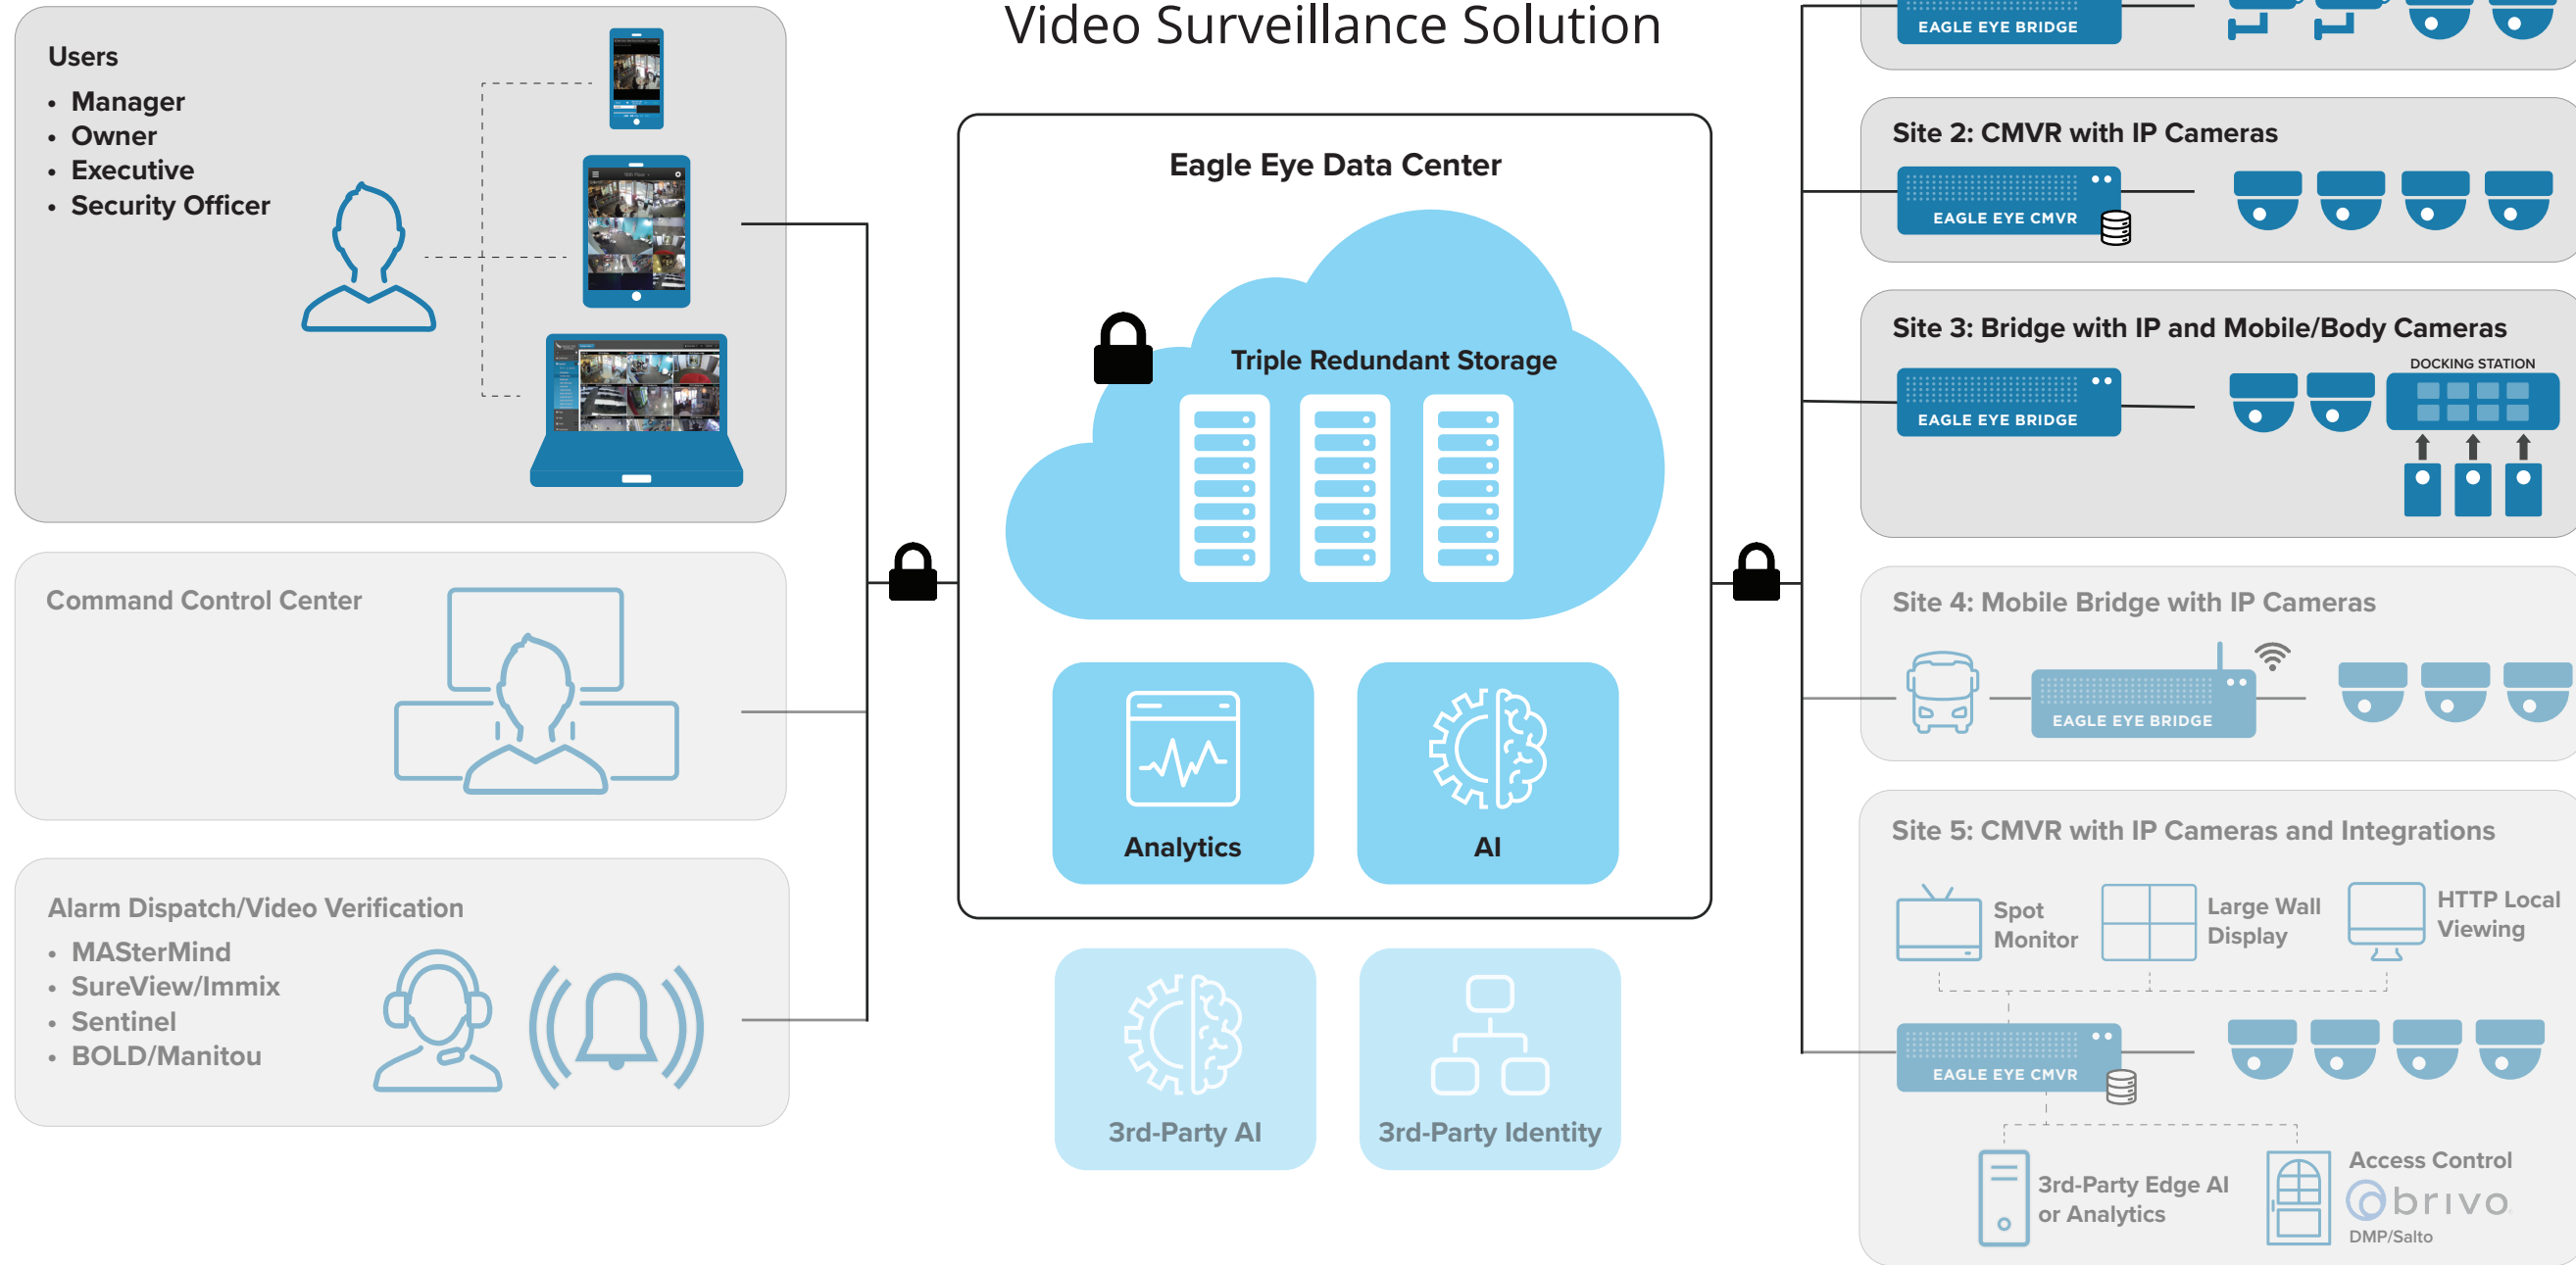 Video Surveillance Solution
Users
• Manager
• Owner
• Executive
• Security Officer
Command Control Center
Alarm Dispatch/Video Verification
• MASterMind
• SureView/Immix
• Sentinel
• BOLD/Manitou
Eagle Eye Data Center
Triple Redundant Storage
Analytics
AI
3rd-Party AI
3rd-Party Identity
EAGLE EYE BRIDGE
Site 2: CMVR with IP Cameras
EAGLE EYE CMVR
Site 3: Bridge with IP and Mobile/Body Cameras
DOCKING STATION
EAGLE EYE BRIDGE
Site 4: Mobile Bridge with IP Cameras
EAGLE EYE BRIDGE
Site 5: CMVR with IP Cameras and Integrations
Spot
Monitor
Large Wall
Display
HTTP Local
Viewing
EAGLE EYE CMVR
3rd-Party Edge AI
or Analytics
Access Control
brivo
DMP/Salto